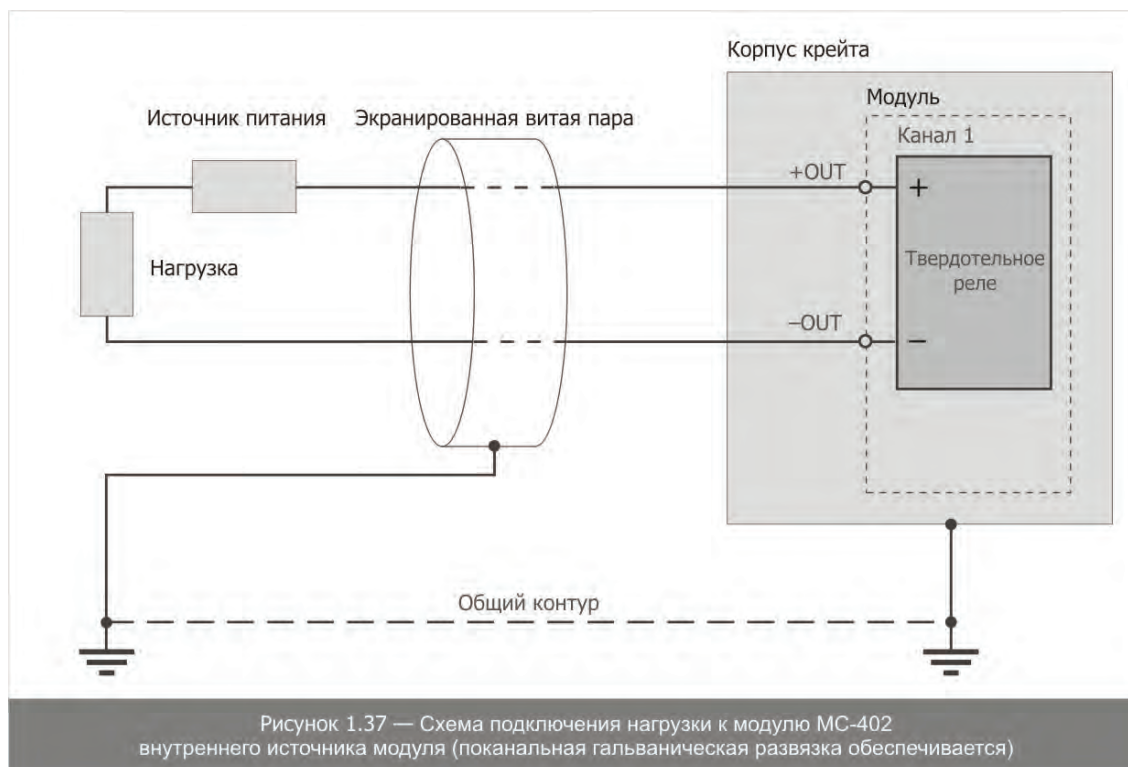 Корпус крейта
Источник питания
Экранированная витая пара
Модуль
Канал 1
+OUT
+
Нагрузка
Твердотельное
реле
–OUT
–
Общий контур
Рисунок 1.37 — Схема подключения нагрузки к модулю МС-402
внутреннего источника модуля (поканальная гальваническая развязка обеспечивается)